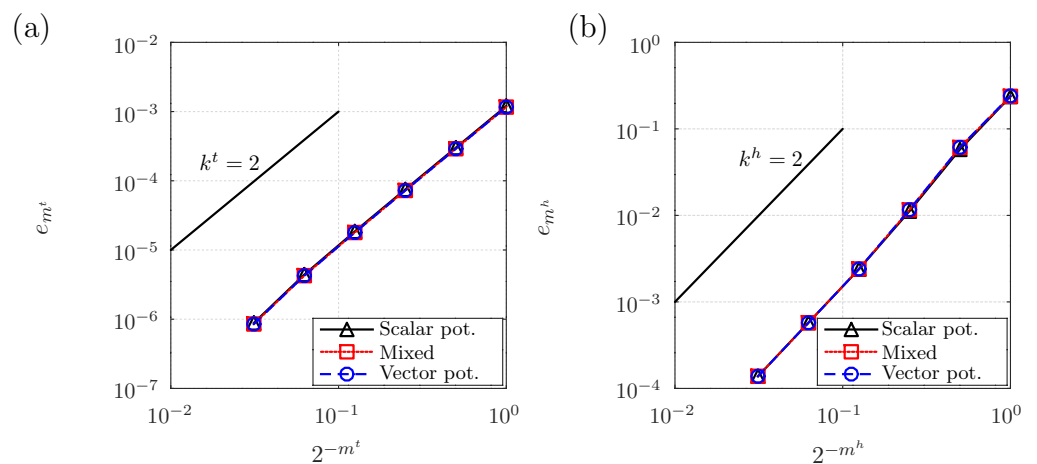 (a)
10^{-2}
10^{-3}
10^{-4}
10^{-5}
10^{-6}
10^{-7}
e_{m^t}
k^t = 2
Scalar pot.
Mixed
Vector pot.
10^{-2} 10^{-1} 10^{0}
2^{-m^t}
(b)
10^{0}
10^{-1}
10^{-2}
10^{-3}
10^{-4}
e_{m^h}
k^h = 2
Scalar pot.
Mixed
Vector pot.
10^{-2} 10^{-1} 10^{0}
2^{-m^h}